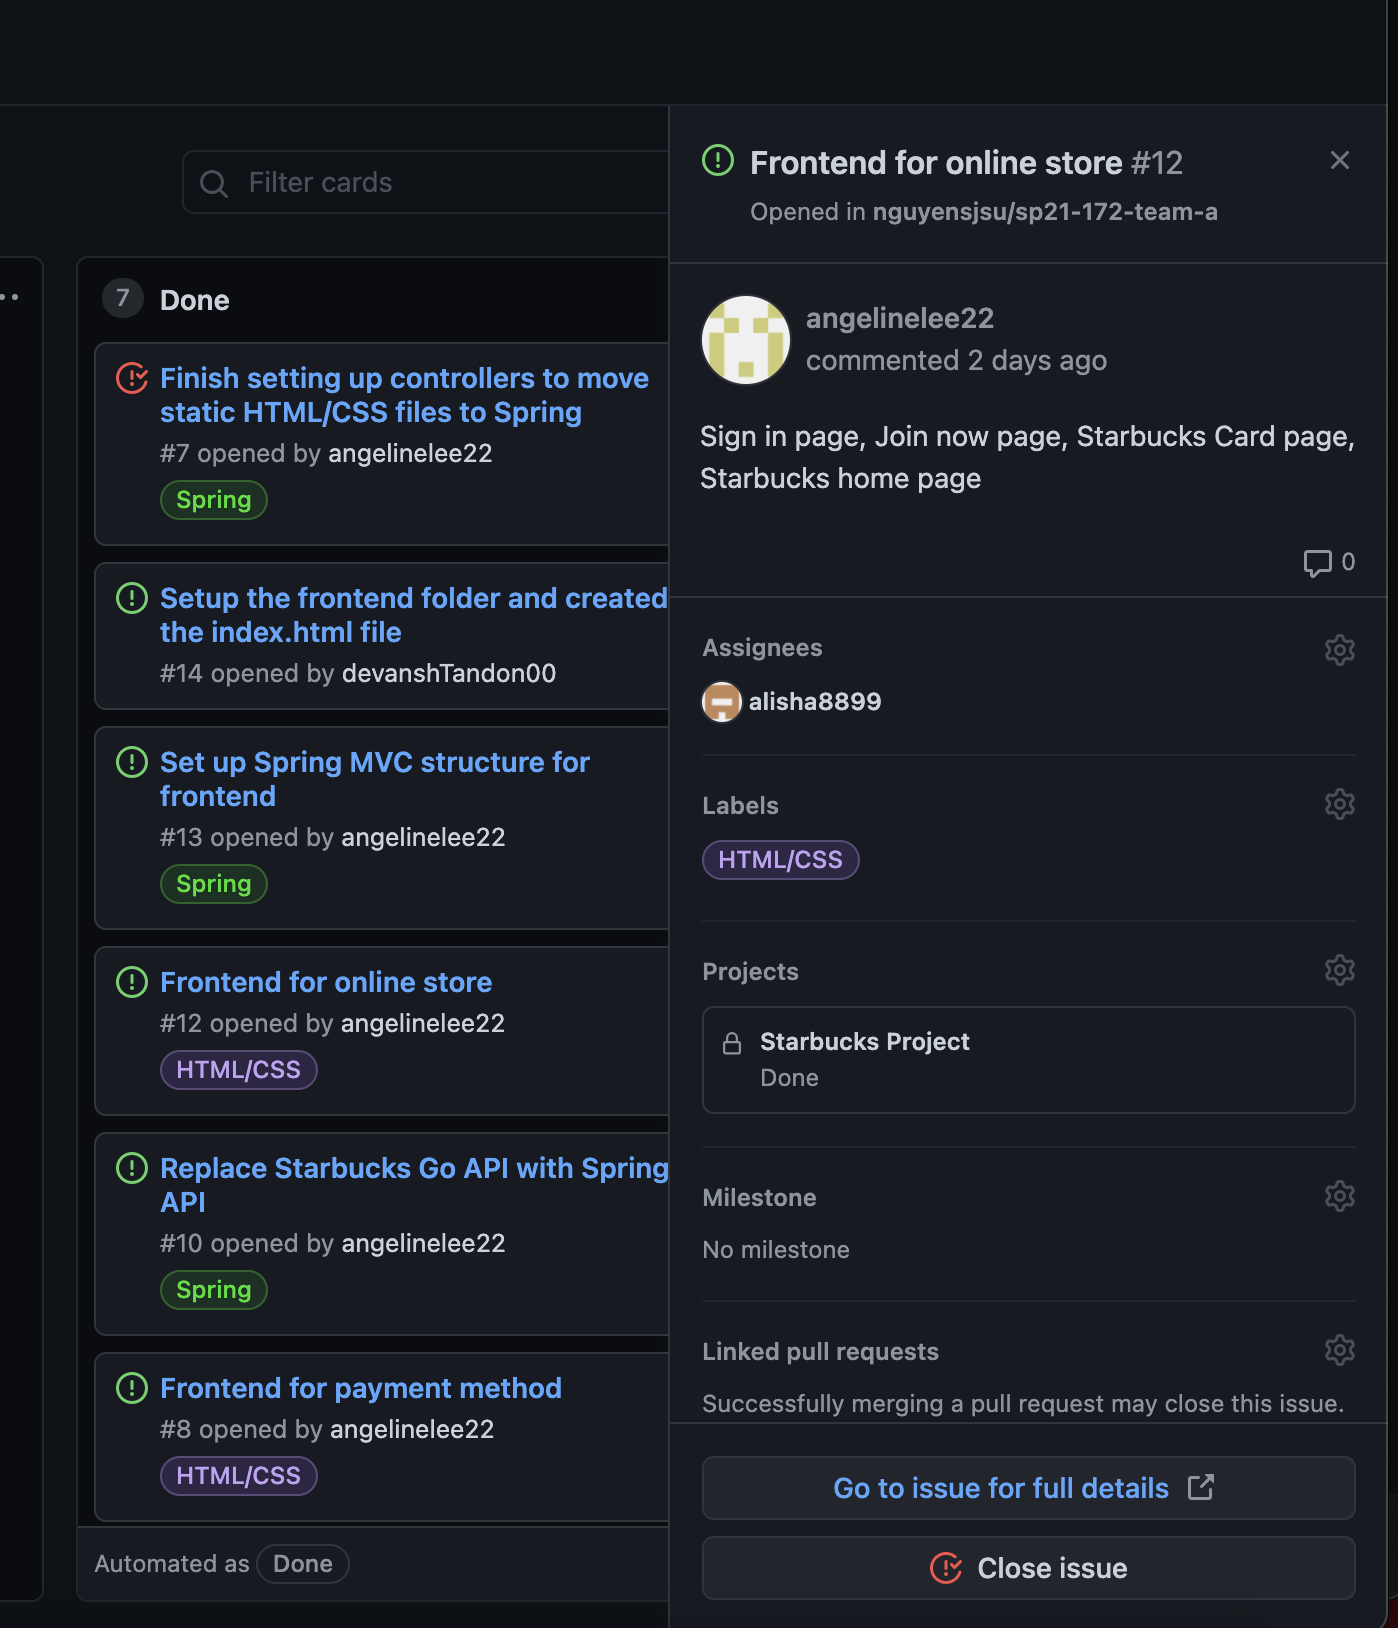 Filter cards
7 Done
Finish setting up controllers to move
static HTML/CSS files to Spring
#7 opened by angelinelee22
Spring
Setup the frontend folder and created
the index.html file
#14 opened by devanshTandon00
Set up Spring MVC structure for
frontend
#13 opened by angelinelee22
Spring
Frontend for online store
#12 opened by angelinelee22
HTML/CSS
Replace Starbucks Go API with Spring
API
#10 opened by angelinelee22
Spring
Frontend for payment method
#8 opened by angelinelee22
HTML/CSS
Automated as Done
Frontend for online store #12
Opened in nguyensjsu/sp21-172-team-a
angelinelee22
commented 2 days ago
Sign in page, Join now page, Starbucks Card page,
Starbucks home page
0
Assignees
alisha8899
Labels
HTML/CSS
Projects
Starbucks Project
Done
Milestone
No milestone
Linked pull requests
Successfully merging a pull request may close this issue.
Go to issue for full details
Close issue